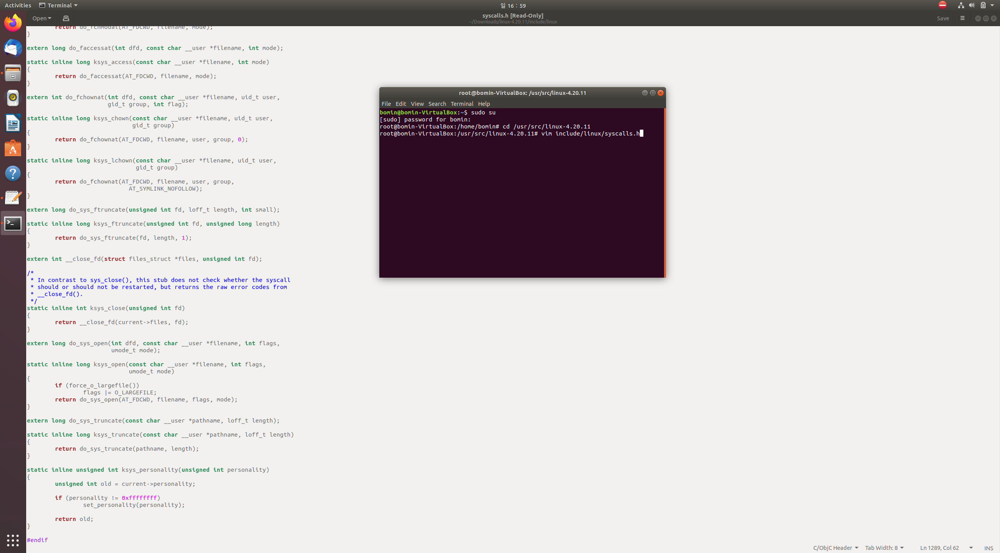 Activities Terminal 일 16 : 59
Open syscalls.h [Read-Only] Save
~/Downloads/linux-4.20.11/include/linux
return do_fchmodat(AT_FDCWD, filename, mode);
}
extern long do_faccessat(int dfd, const char __user *filename, int mode);
static inline long ksys_access(const char __user *filename, int mode)
{
return do_faccessat(AT_FDCWD, filename, mode);
}
extern int do_fchownat(int dfd, const char __user *filename, uid_t user,
gid_t group, int flag);
static inline long ksys_chown(const char __user *filename, uid_t user,
gid_t group)
{
return do_fchownat(AT_FDCWD, filename, user, group, 0);
}
static inline long ksys_lchown(const char __user *filename, uid_t user,
gid_t group)
{
return do_fchownat(AT_FDCWD, filename, user, group,
AT_SYMLINK_NOFOLLOW);
}
extern long do_sys_ftruncate(unsigned int fd, loff_t length, int small);
static inline long ksys_ftruncate(unsigned int fd, unsigned long length)
{
return do_sys_ftruncate(fd, length, 1);
}
extern int __close_fd(struct files_struct *files, unsigned int fd);
/*
* In contrast to sys_close(), this stub does not check whether the syscall
* should or should not be restarted, but returns the raw error codes from
* __close_fd().
*/
static inline int ksys_close(unsigned int fd)
{
return __close_fd(current->files, fd);
}
extern long do_sys_open(int dfd, const char __user *filename, int flags,
umode_t mode);
static inline long ksys_open(const char __user *filename, int flags,
umode_t mode)
{
if (force_o_largefile())
flags |= O_LARGEFILE;
return do_sys_open(AT_FDCWD, filename, flags, mode);
}
extern long do_sys_truncate(const char __user *pathname, loff_t length);
static inline long ksys_truncate(const char __user *pathname, loff_t length)
{
return do_sys_truncate(pathname, length);
}
static inline unsigned int ksys_personality(unsigned int personality)
{
unsigned int old = current->personality;
if (personality != 0xffffffff)
set_personality(personality);
return old;
}
#endif
root@bomin-VirtualBox: /usr/src/linux-4.20.11
File Edit View Search Terminal Help
bomin@bomin-VirtualBox:~$ sudo su
[sudo] password for bomin:
root@bomin-VirtualBox:/home/bomin# cd /usr/src/linux-4.20.11
root@bomin-VirtualBox:/usr/src/linux-4.20.11# vim include/linux/syscalls.h
C/ObjC Header Tab Width: 8 Ln 1289, Col 62 INS